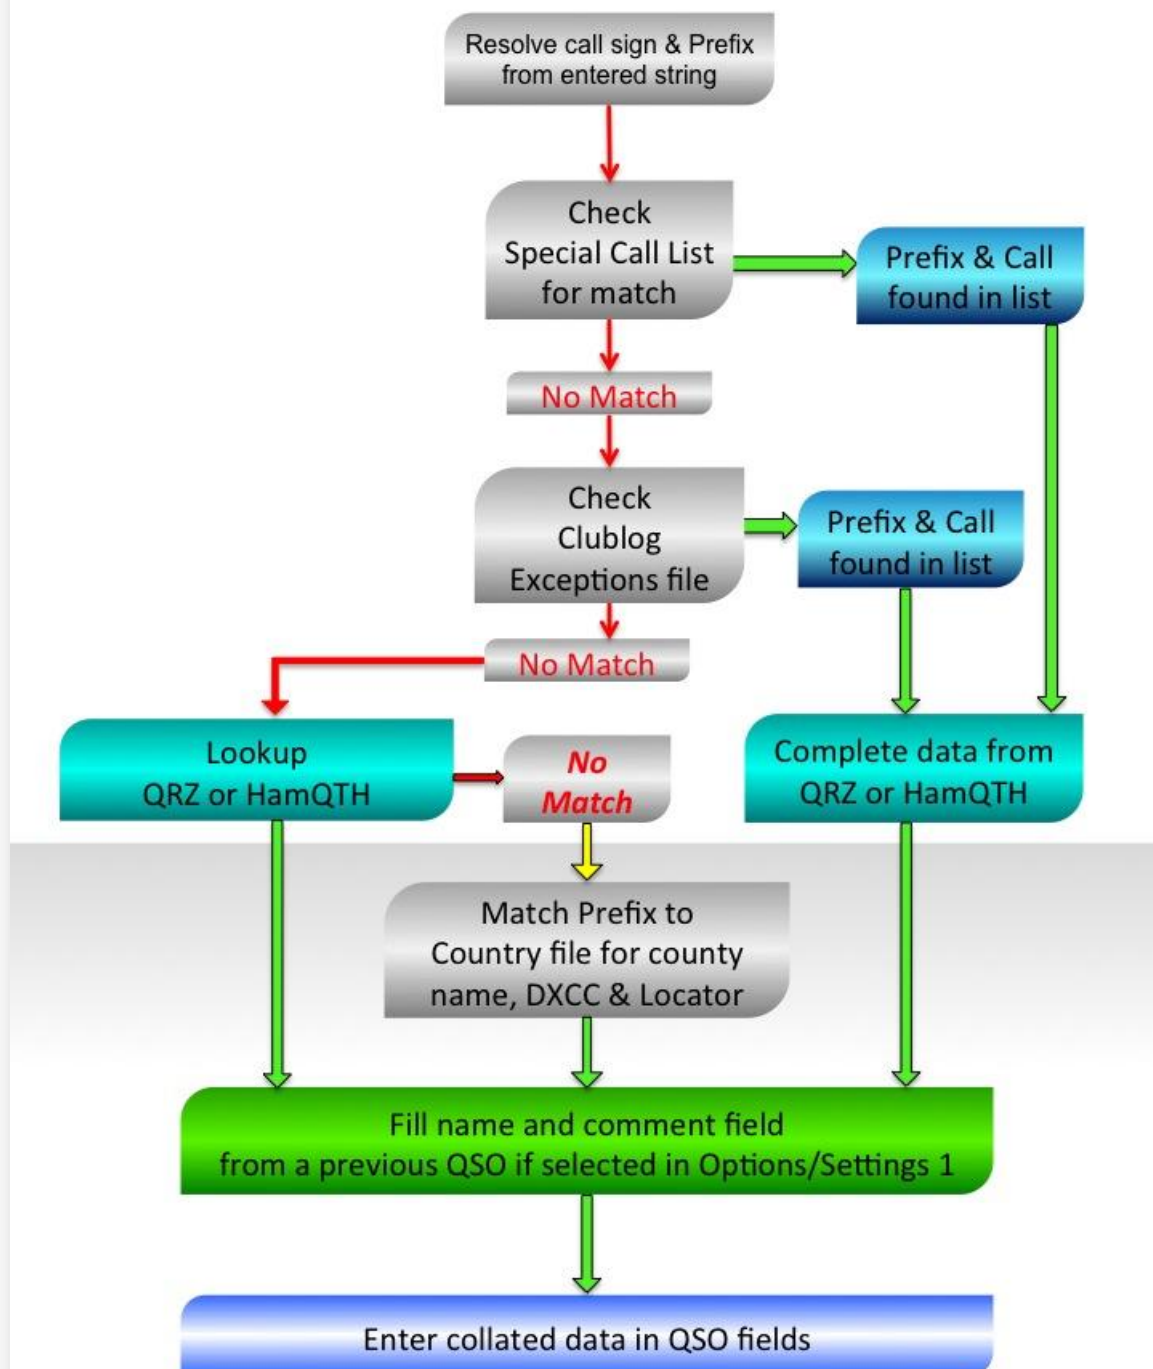 Resolve call sign & Prefix
from entered string
Check
Special Call List
for match
Prefix & Call
found in list
No Match
Check
Clublog
Exceptions file
Prefix & Call
found in list
No Match
Lookup
QRZ or HamQTH
No
Match
Complete data from
QRZ or HamQTH
Match Prefix to
Country file for county
name, DXCC & Locator
Fill name and comment field
from a previous QSO if selected in Options/Settings 1
Enter collated data in QSO fields